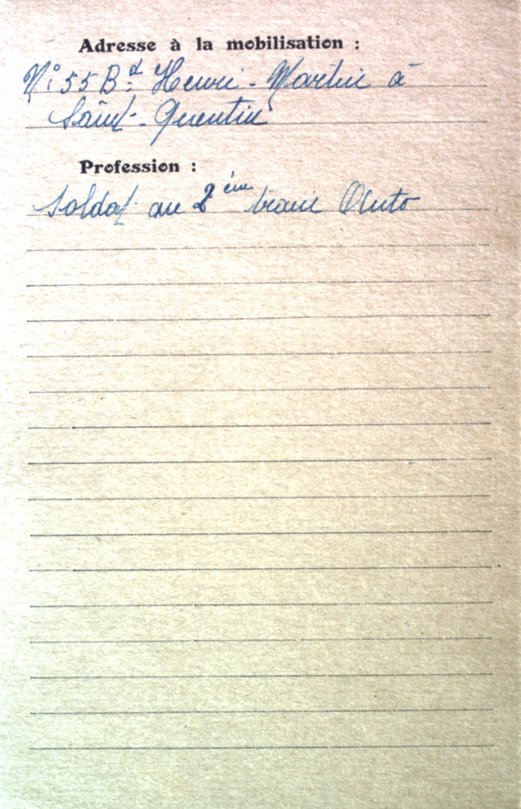 Adresse à la mobilisation :
N° 55 Bd Henri-Martin à
Saint-Quentin
Profession :
Soldat au 2ème train Auto